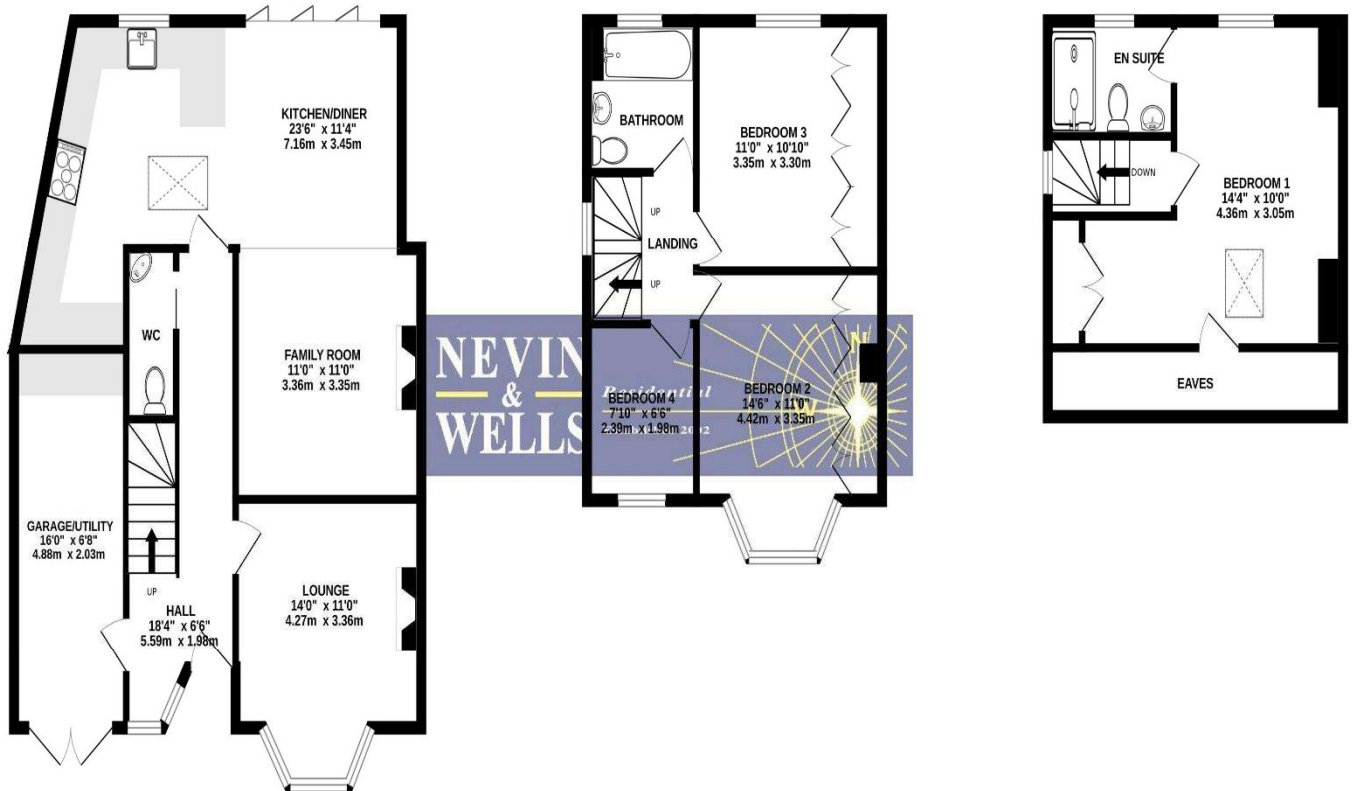 KITCHEN/DINER
23'6" x 11'4"
7.16m x 3.45m
WC
FAMILY ROOM
11'0" x 11'0"
3.36m x 3.35m
GARAGE/UTILITY
16'0" x 6'8"
4.88m x 2.03m
UP
HALL
18'4" x 6'6"
5.59m x 1.98m
LOUNGE
14'0" x 11'0"
4.27m x 3.36m
BATHROOM
BEDROOM 3
11'0" x 10'10"
3.35m x 3.30m
UP
LANDING
UP
NEVIN
&
WELLS
Residential
N
BEDROOM 4
7'10" x 6'6"
2.39m x 1.98m
BEDROOM 2
14'6" x 11'0"
4.42m x 3.35m
EN SUITE
DOWN
BEDROOM 1
14'4" x 10'0"
4.36m x 3.05m
EAVES